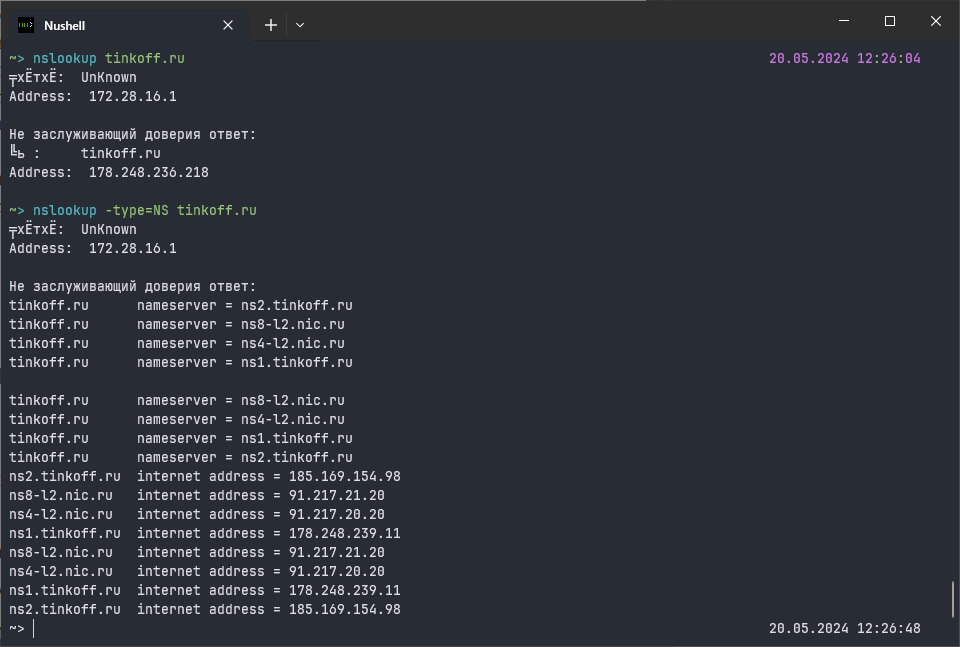 Nushell
~> nslookup tinkoff.ru 20.05.2024 12:26:04
╤хЁтхЁ:  UnKnown
Address:  172.28.16.1
Не заслуживающий доверия ответ:
╚ь :     tinkoff.ru
Address:  178.248.236.218
~> nslookup -type=NS tinkoff.ru
╤хЁтхЁ:  UnKnown
Address:  172.28.16.1
Не заслуживающий доверия ответ:
tinkoff.ru      nameserver = ns2.tinkoff.ru
tinkoff.ru      nameserver = ns8-l2.nic.ru
tinkoff.ru      nameserver = ns4-l2.nic.ru
tinkoff.ru      nameserver = ns1.tinkoff.ru
tinkoff.ru      nameserver = ns8-l2.nic.ru
tinkoff.ru      nameserver = ns4-l2.nic.ru
tinkoff.ru      nameserver = ns1.tinkoff.ru
tinkoff.ru      nameserver = ns2.tinkoff.ru
ns2.tinkoff.ru  internet address = 185.169.154.98
ns8-l2.nic.ru   internet address = 91.217.21.20
ns4-l2.nic.ru   internet address = 91.217.20.20
ns1.tinkoff.ru  internet address = 178.248.239.11
ns8-l2.nic.ru   internet address = 91.217.21.20
ns4-l2.nic.ru   internet address = 91.217.20.20
ns1.tinkoff.ru  internet address = 178.248.239.11
ns2.tinkoff.ru  internet address = 185.169.154.98
~> 20.05.2024 12:26:48